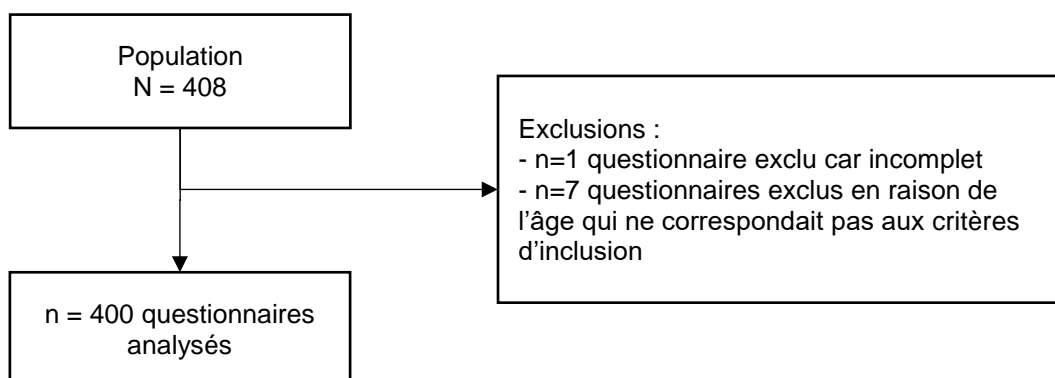 Population
N = 408
Exclusions :
- n=1 questionnaire exclu car incomplet
- n=7 questionnaires exclus en raison de
l’âge qui ne correspondait pas aux critères
d’inclusion
n = 400 questionnaires
analysés